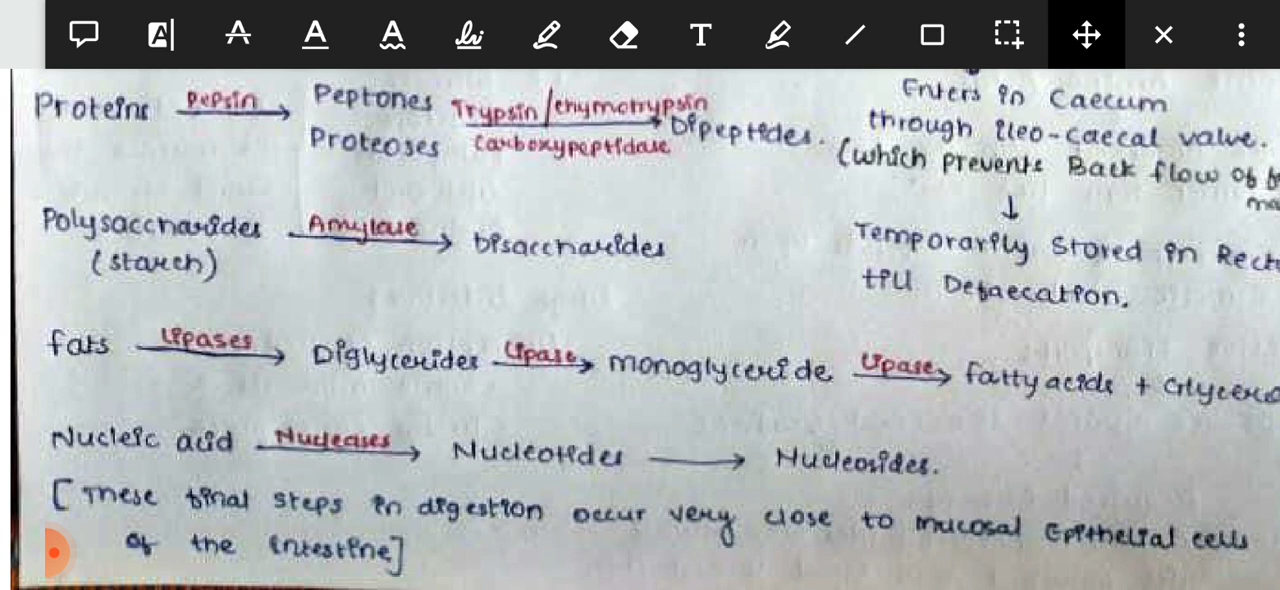 Proteins pepsin → Peptones Trypsin/chymotrypsin → Dipeptides.
Proteoses carboxypeptidase
Polysaccharides Amylase → Disaccharides
(starch)
fats Lipases → Diglycerides Lipase → monoglyceride Lipase → fatty acids +
Nucleic acid Nucleases → Nucleotides → Nucleosides.
[These final steps in digestion occur very close to mucosal Epithelial cells
of the intestine]
Enters in Caecum
through ileo-caecal valve.
(which prevents Back flow of
↓
Temporarily stored in
till Defaecation.